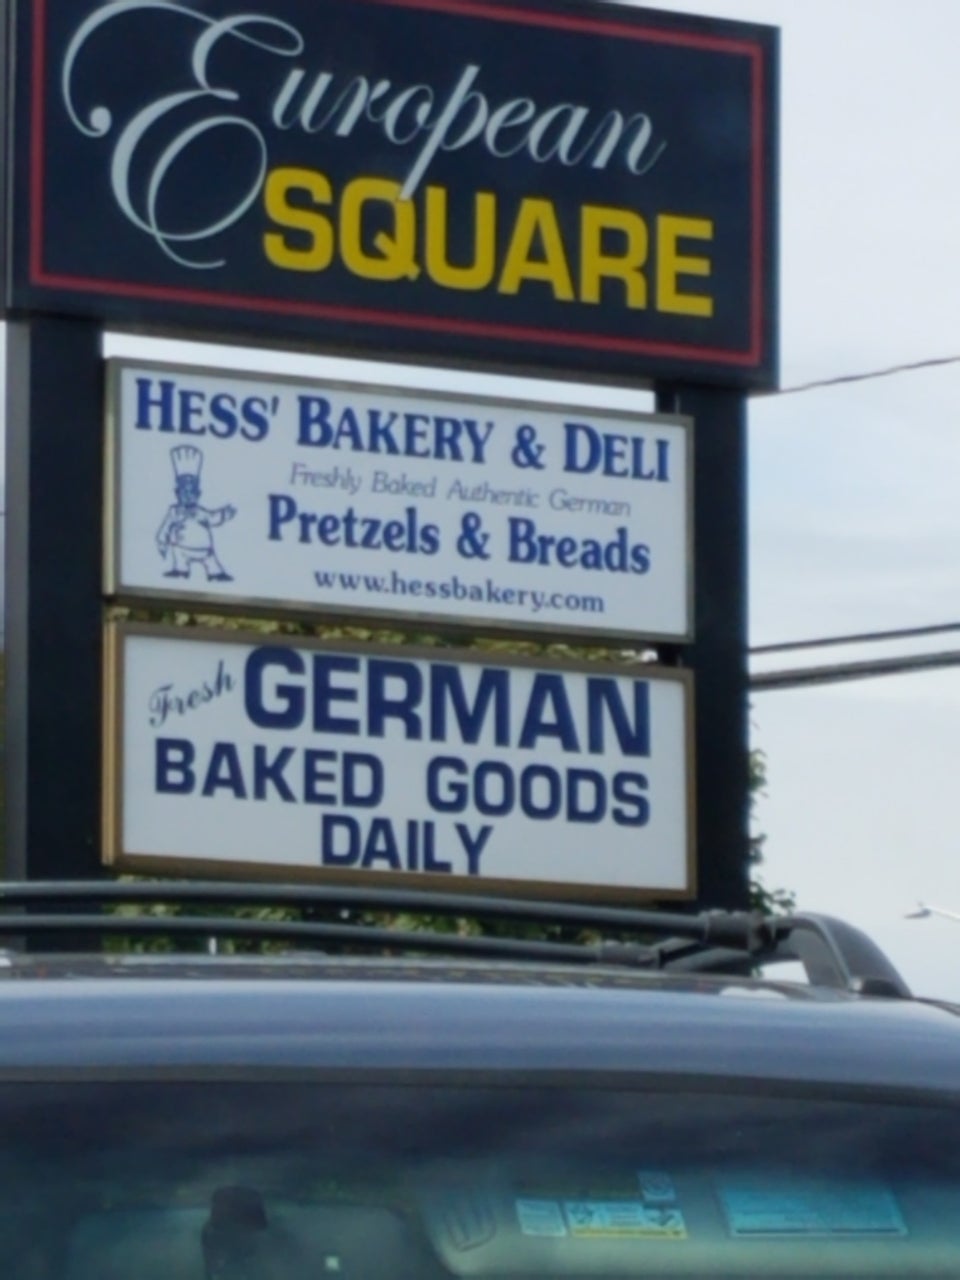 European
SQUARE
HESS' BAKERY & DELI
Freshly Baked Authentic German
Pretzels & Breads
www.hessbakery.com
Fresh GERMAN
BAKED GOODS
DAILY